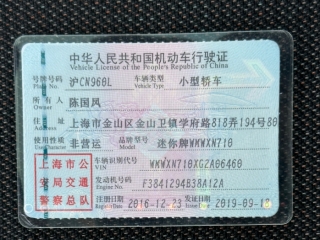 中华人民共和国机动车行驶证
Vehicle License of the People's Republic of China
号牌号码 沪CN960L 车辆类型 小型轿车
Plate No. Vehicle Type
所有人 陈国风
Owner
住址 上海市金山区金山卫镇学府路818弄194号80
Address
使用性质 非营运 品牌型号 迷你牌WMWXN710
Use Character Model
上海市公
安局交通
警察总队
车辆识别代号 WMWXN710XG2A06460
VIN
发动机号码 F3841294B38A12A
Engine No.
注册日期 2016-12-23 发证日期 2019-09-1
Register Date Issue Date